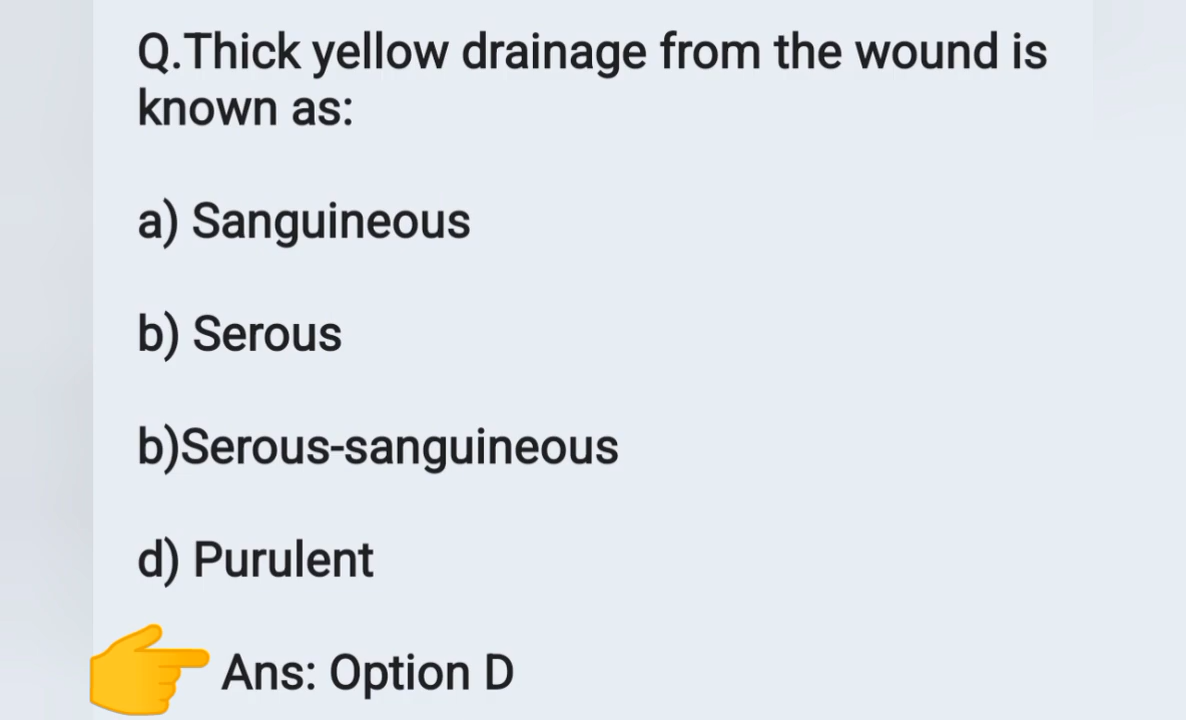 Q.Thick yellow drainage from the wound is
known as:
a) Sanguineous
b) Serous
b)Serous-sanguineous
d) Purulent
Ans: Option D